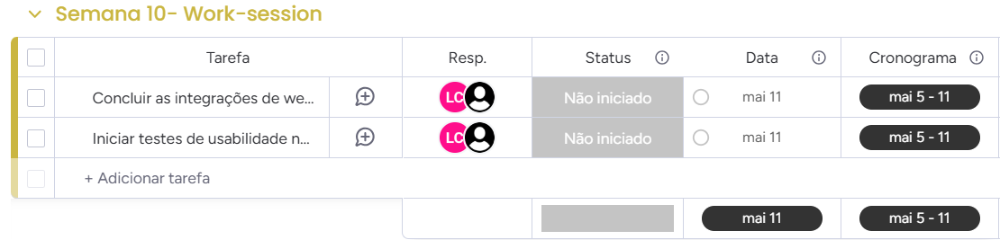 Semana 10- Work-session
Tarefa Resp. Status Data Cronograma
Concluir as integrações de we... LC Não iniciado mai 11 mai 5 - 11
Iniciar testes de usabilidade n... LC Não iniciado mai 11 mai 5 - 11
+ Adicionar tarefa
mai 11 mai 5 - 11